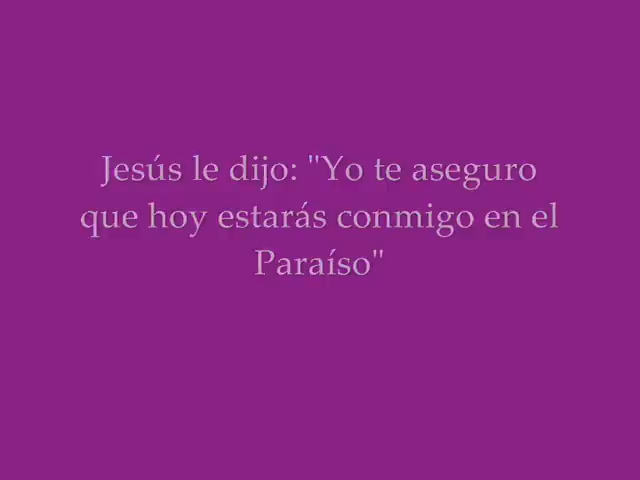 Jesús le dijo: "Yo te aseguro
que hoy estarás conmigo en el
Paraíso"